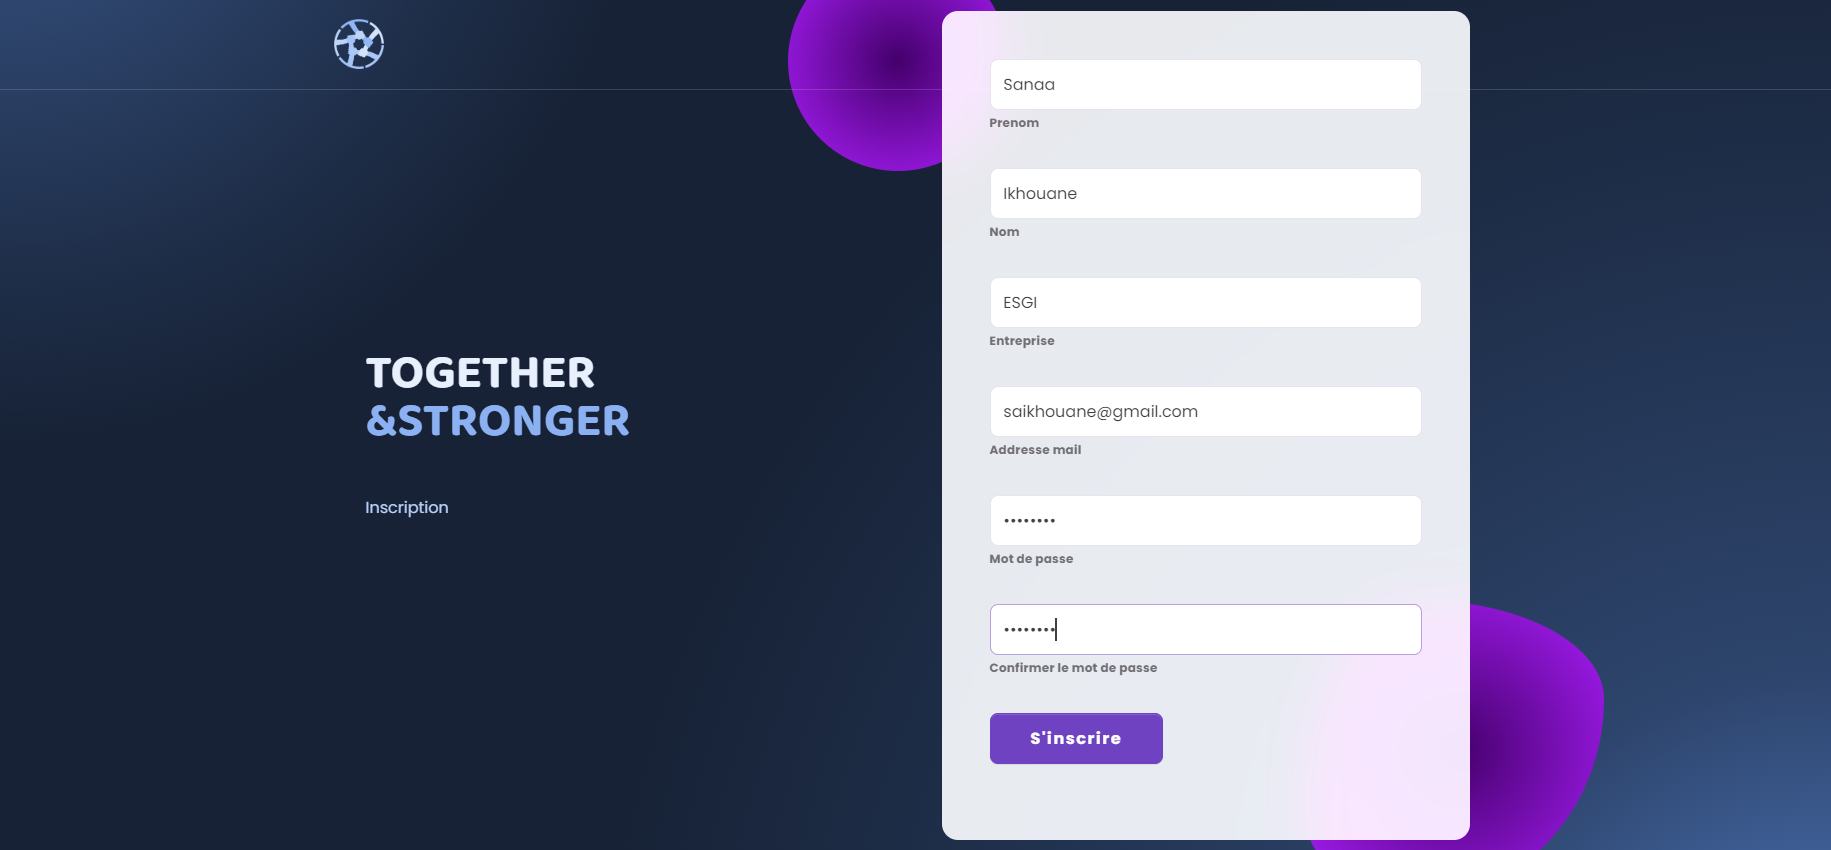 TOGETHER
&STRONGER
Inscription
Sanaa
Prenom
Ikhouane
Nom
ESGI
Entreprise
saikhouane@gmail.com
Addresse mail
••••••••
Mot de passe
••••••••
Confirmer le mot de passe
S'inscrire